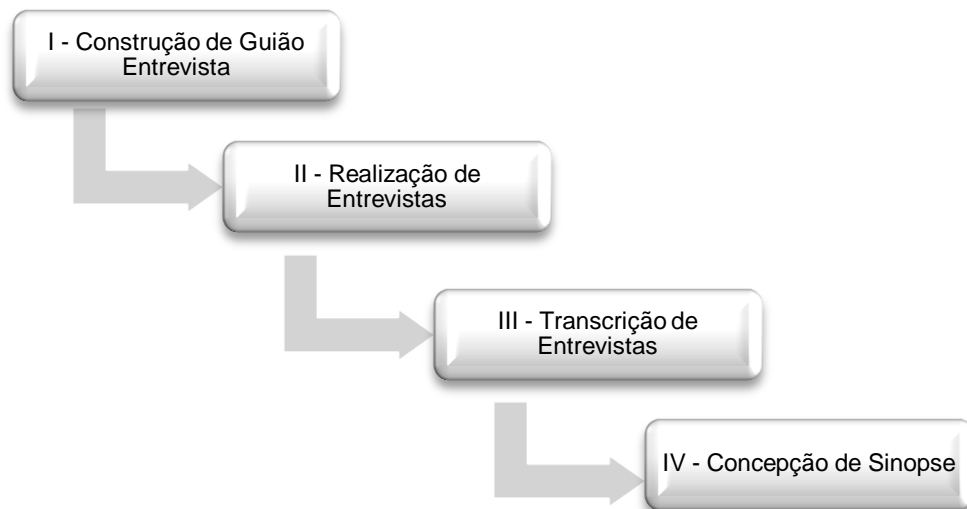 I - Construção de Guião
Entrevista
II - Realização de
Entrevistas
III - Transcrição de
Entrevistas
IV - Concepção de Sinopse